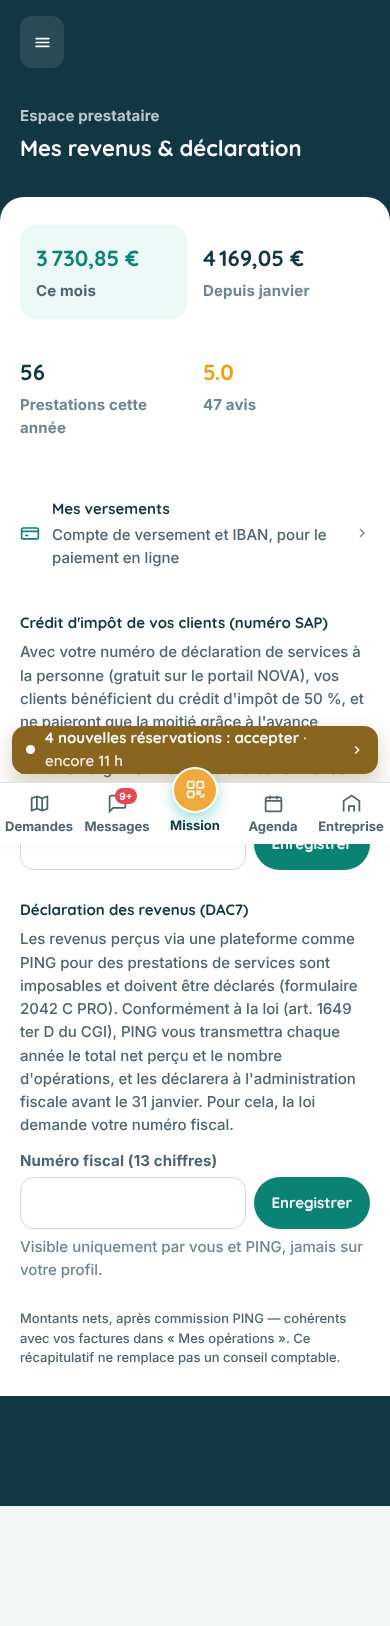 Espace prestataire
Mes revenus & déclaration
3 730,85 €
Ce mois
4 169,05 €
Depuis janvier
56
Prestations cette
année
5.0
47 avis
Mes versements
Compte de versement et IBAN, pour le
paiement en ligne
Crédit d'impôt de vos clients (numéro SAP)
Avec votre numéro de déclaration de services à
la personne (gratuit sur le portail NOVA), vos
clients bénéficient du crédit d'impôt de 50 %, et
ne paieront que la moitié grâce à l'avance
4 nouvelles réservations : accepter ·
encore 11 h
Demandes
9+
Messages
Mission
Agenda
Entreprise
Enregistrer
Déclaration des revenus (DAC7)
Les revenus perçus via une plateforme comme
PING pour des prestations de services sont
imposables et doivent être déclarés (formulaire
2042 C PRO). Conformément à la loi (art. 1649
ter D du CGI), PING vous transmettra chaque
année le total net perçu et le nombre
d'opérations, et les déclarera à l'administration
fiscale avant le 31 janvier. Pour cela, la loi
demande votre numéro fiscal.
Numéro fiscal (13 chiffres)
Enregistrer
Visible uniquement par vous et PING, jamais sur
votre profil.
Montants nets, après commission PING — cohérents
avec vos factures dans « Mes opérations ». Ce
récapitulatif ne remplace pas un conseil comptable.